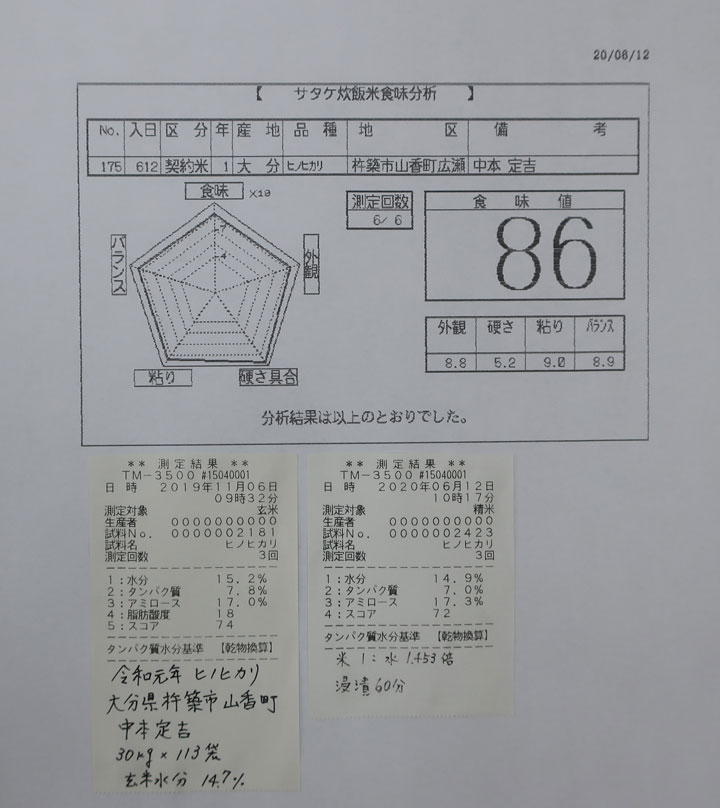 20/06/12
【 サタケ炊飯米食味分析 】
No. 入日 区分 年 産地 品種 地区 備考
175 612 契約米 1 大分 ヒノヒカリ 杵築市山香町広瀬 中本 定吉
食味 ×10
バランス
外観
粘り
硬さ具合
測定回数
6/ 6
食味値
86
外観 硬さ 粘り バランス
8.8 5.2 9.0 8.9
分析結果は以上のとおりでした。
** 測定結果 **
TM-3500 #15040001
日 時 2019年11月06日
09時32分
測定対象 玄米
生産者 0000000000
試料No. 0000002181
試料名 ヒノヒカリ
測定回数 3回
1:水分 15.2%
2:タンパク質 7.8%
3:アミロース 17.0%
4:脂肪酸度 18
5:スコア 74
タンパク質水分基準 【乾物換算】
令和元年 ヒノヒカリ
大分県杵築市山香町
中本定吉
30kg×113袋
玄米水分 14.7%
** 測定結果 **
TM-3500 #15040001
日 時 2020年06月12日
10時17分
測定対象 精米
生産者 0000000000
試料No. 0000002423
試料名 ヒノヒカリ
測定回数 3回
1:水分 14.9%
2:タンパク質 7.0%
3:アミロース 17.3%
4:スコア 72
タンパク質水分基準 【乾物換算】
米1:水1.453倍
浸漬60分